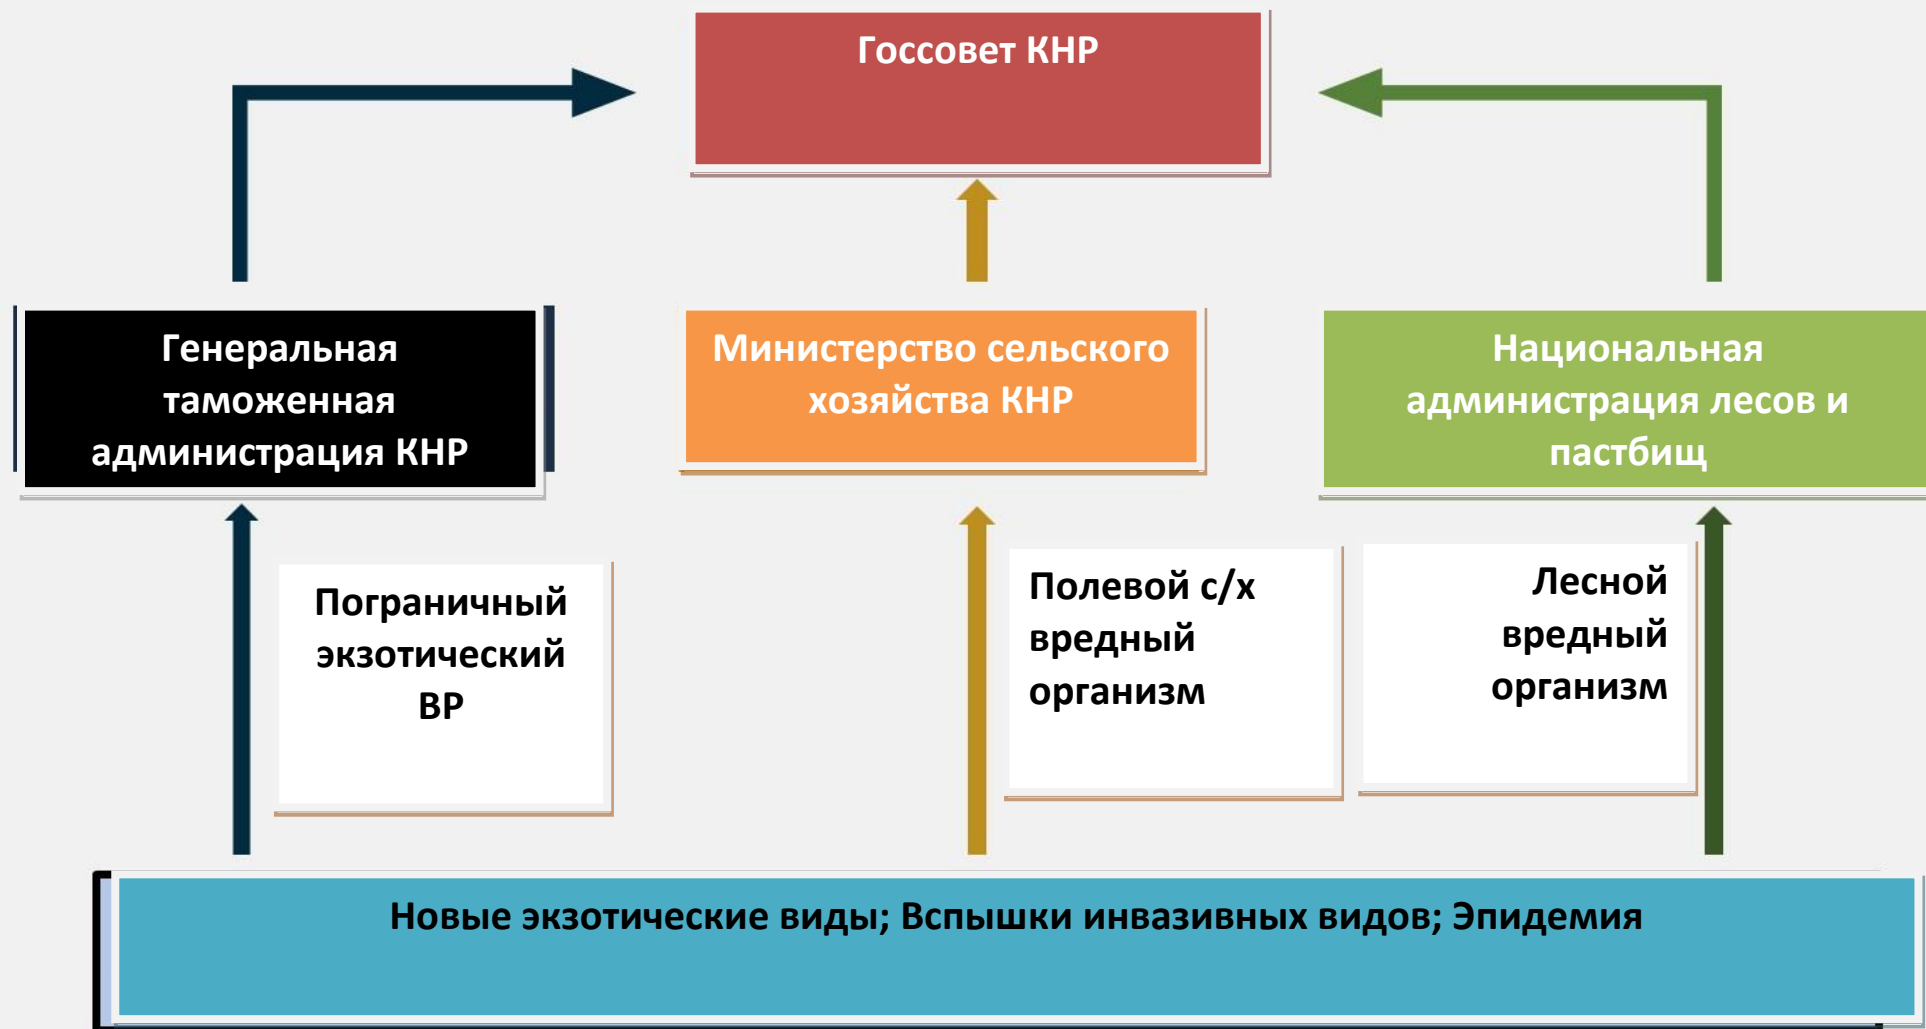 Госсовет КНР
Генеральная
таможенная
администрация КНР
Министерство сельского
хозяйства КНР
Национальная
администрация лесов и
пастбищ
Пограничный
экзотический
ВР
Полевой с/х
вредный
организм
Лесной
вредный
организм
Новые экзотические виды; Вспышки инвазивных видов; Эпидемия